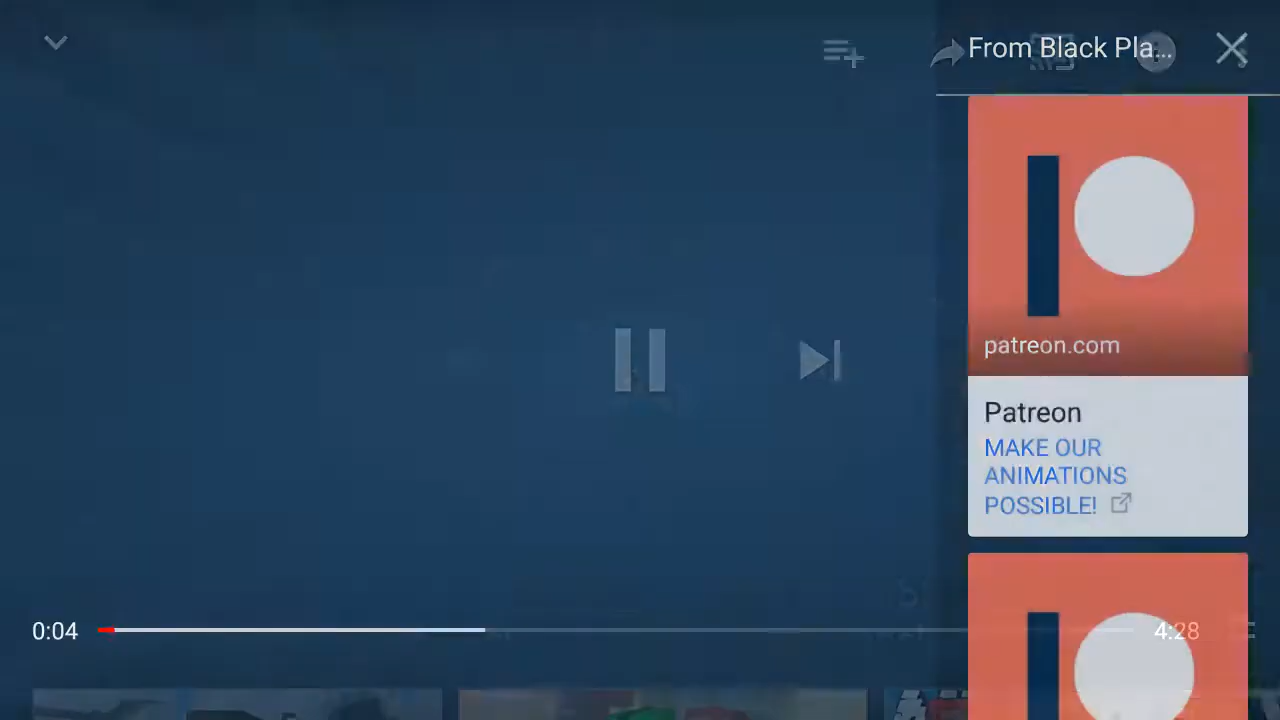 From Black Pla...
patreon.com
Patreon
MAKE OUR
ANIMATIONS
POSSIBLE!
0:04
4:28